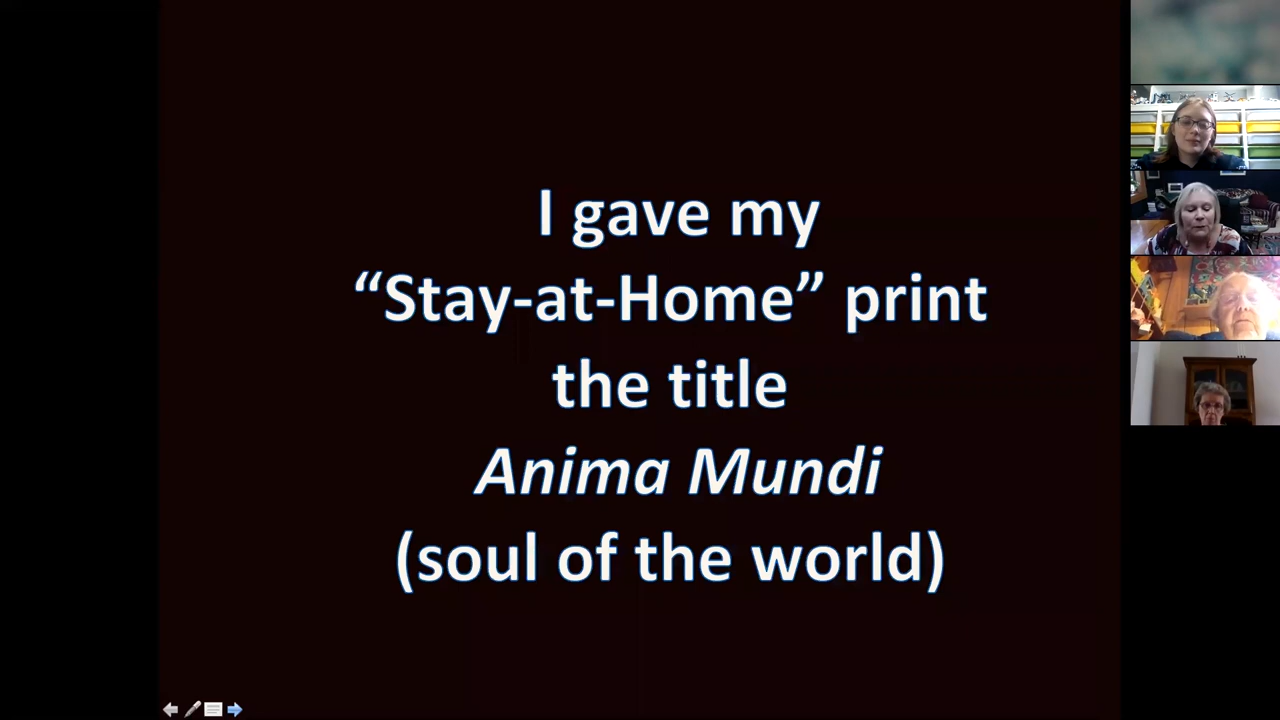 I gave my
“Stay-at-Home” print
the title
Anima Mundi
(soul of the world)